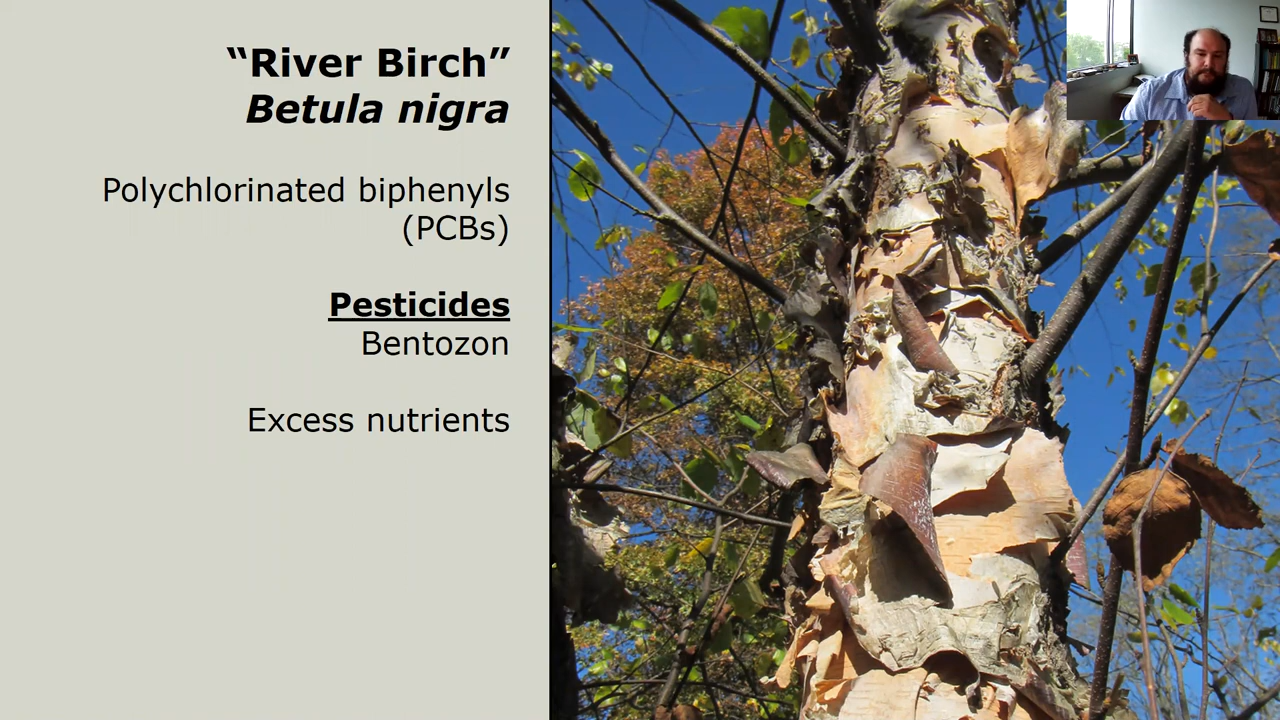 “River Birch”
Betula nigra
Polychlorinated biphenyls
(PCBs)
Pesticides
Bentozon
Excess nutrients